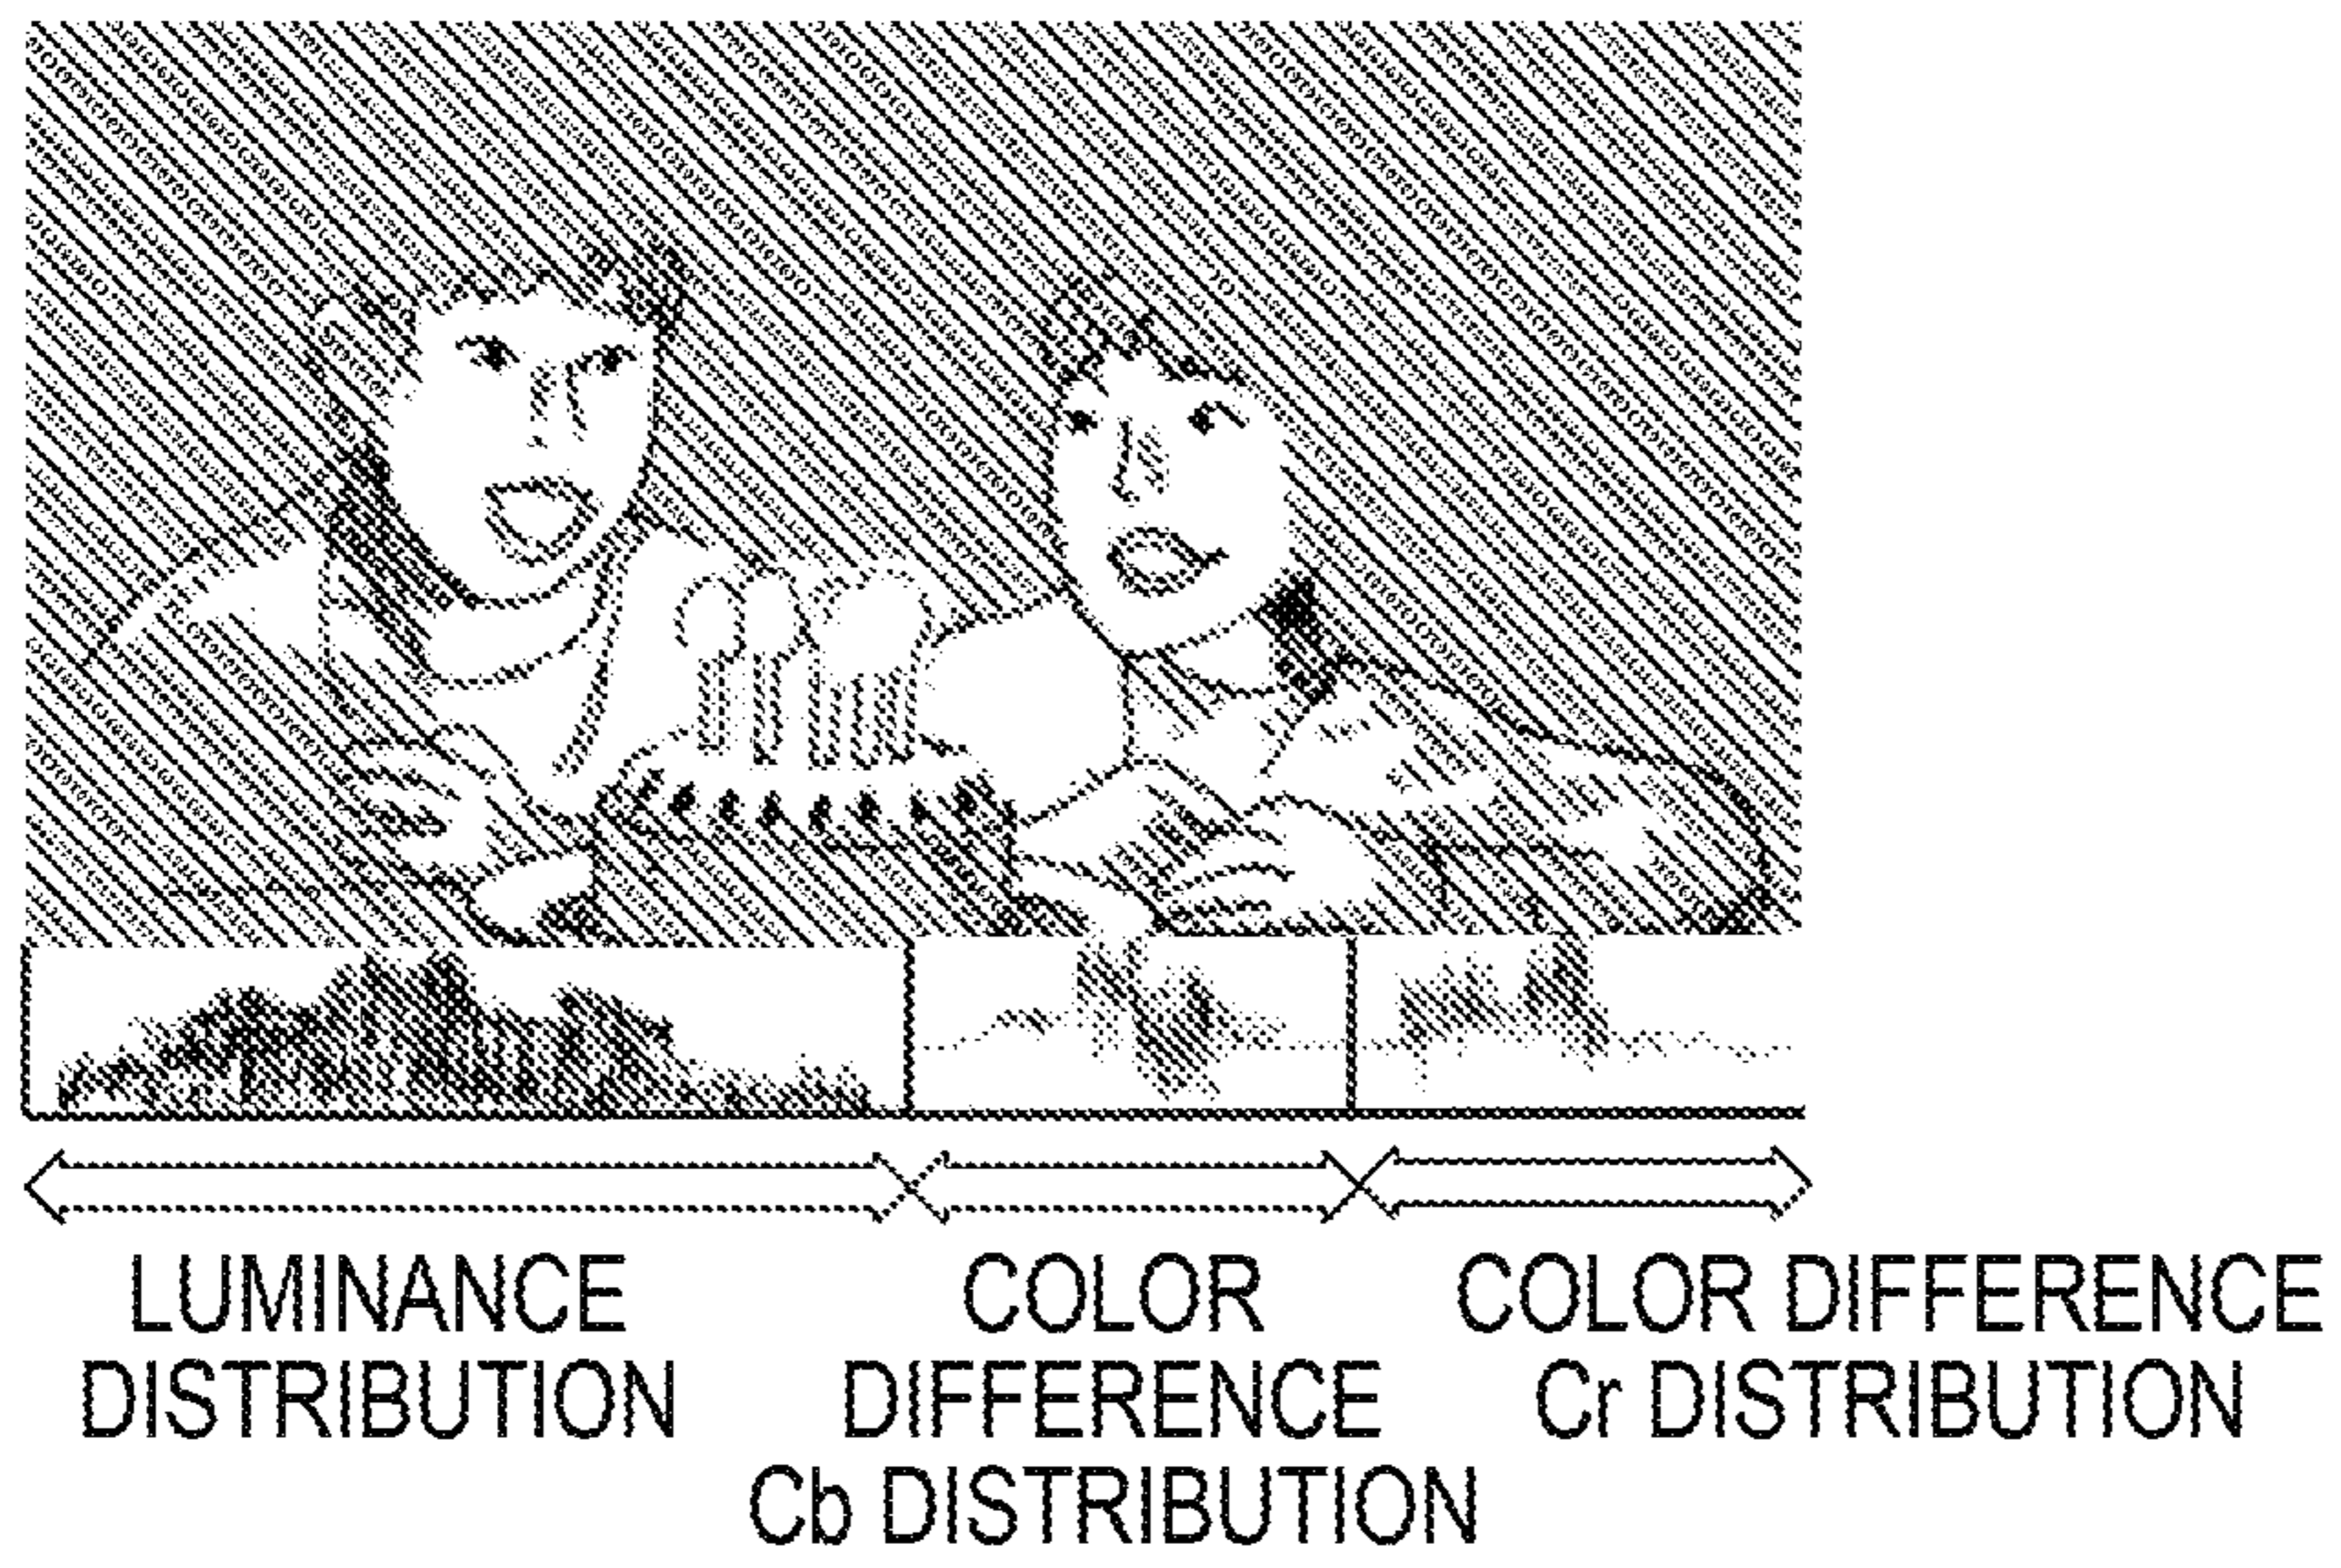 LUMINANCE
DISTRIBUTION
COLOR
DIFFERENCE
Cb DISTRIBUTION
COLOR DIFFERENCE
Cr DISTRIBUTION